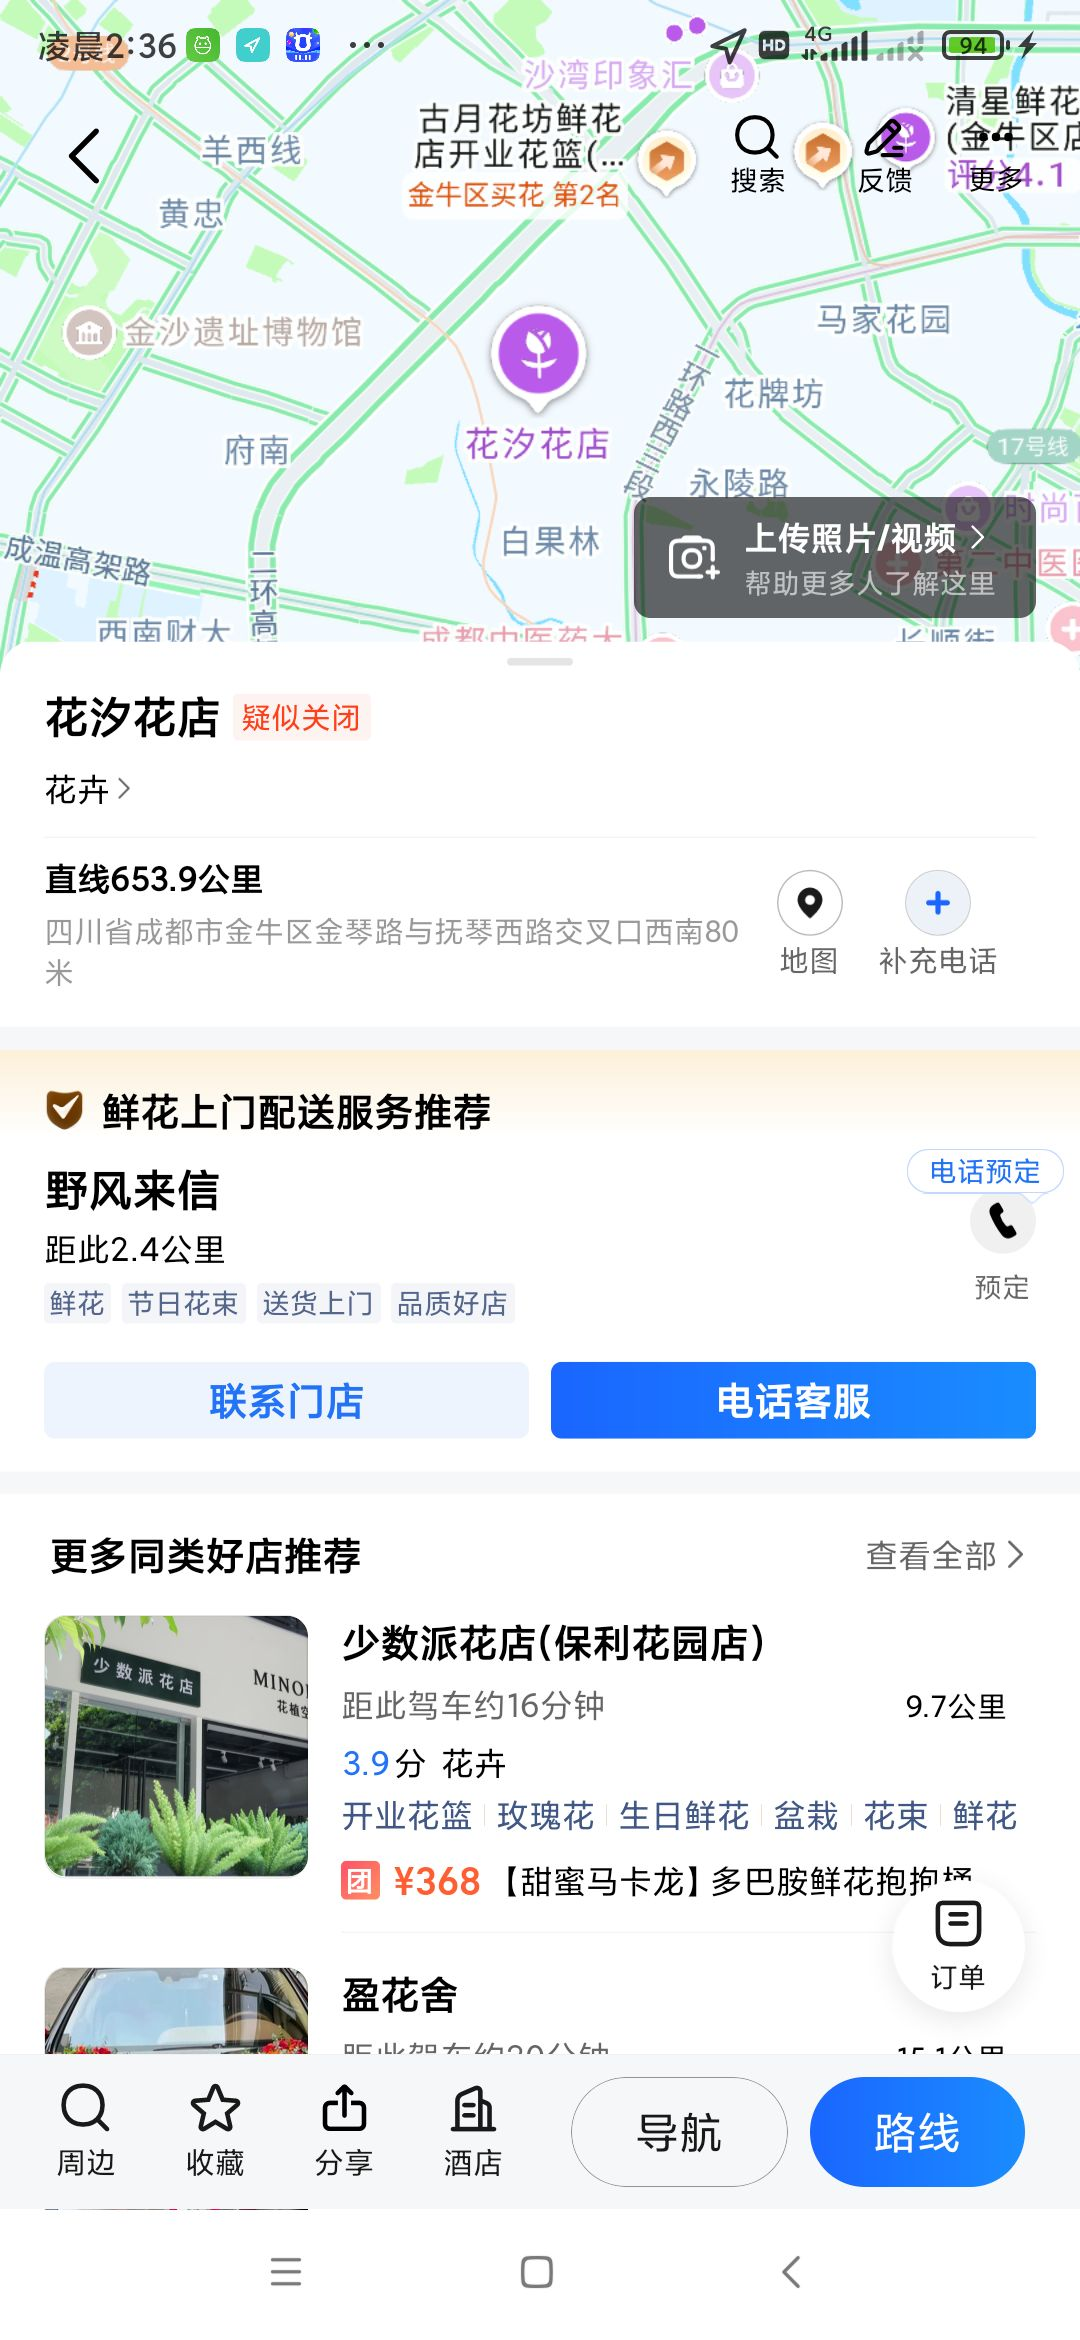 凌晨2:36
HD
4G
94
沙湾印象汇
古月花坊鲜花
店开业花篮(...
金牛区买花 第2名
清星鲜花
(金牛区店
评分4.1
搜索
反馈
更多
羊西线
黄忠
金沙遗址博物馆
马家花园
一环路西三段
花牌坊
花汐花店
府南
17号线
永陵路
时尚
白果林
上传照片/视频
帮助更多人了解这里
第二中医医
成温高架路
二环高
西南财大
成都中医药大
长顺街
花汐花店
疑似关闭
花卉
直线653.9公里
四川省成都市金牛区金琴路与抚琴西路交叉口西南80
米
地图
补充电话
鲜花上门配送服务推荐
野风来信
电话预定
距此2.4公里
预定
鲜花 节日花束 送货上门 品质好店
联系门店
电话客服
更多同类好店推荐
查看全部
少数派花店
MINO
花植空
少数派花店(保利花园店)
距此驾车约16分钟
9.7公里
3.9分 花卉
开业花篮 玫瑰花 生日鲜花 盆栽 花束 鲜花
团 ¥368 【甜蜜马卡龙】多巴胺鲜花抱抱桶
订单
盈花舍
距此驾车约20分钟
15.1公里
周边
收藏
分享
酒店
导航
路线